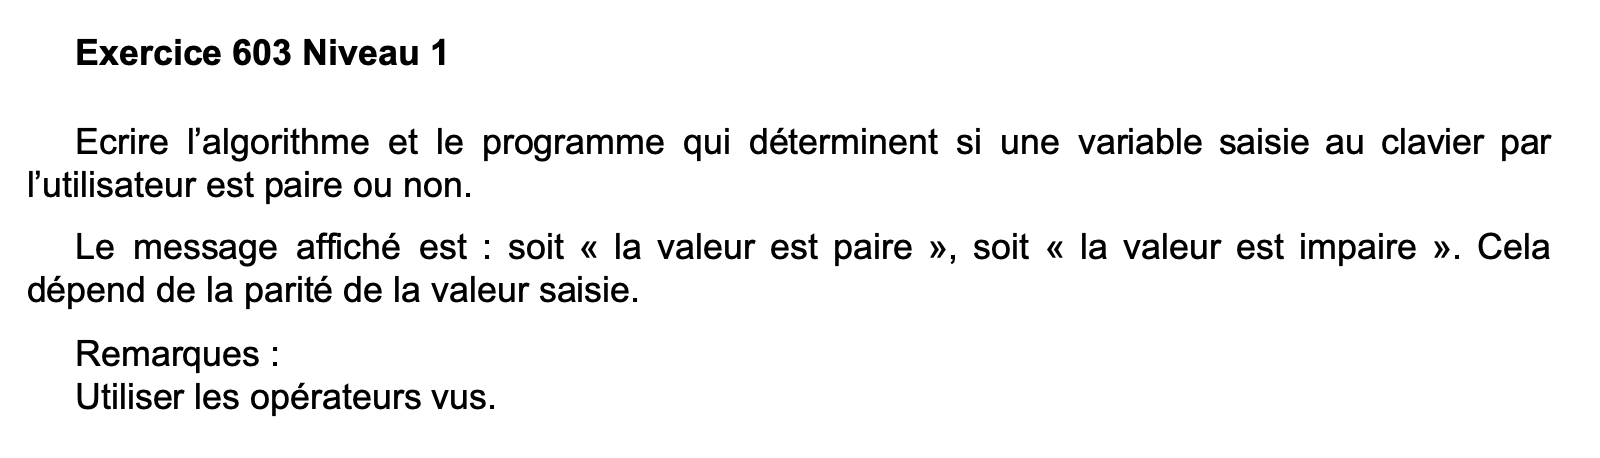 Exercice 603 Niveau 1
Ecrire l’algorithme et le programme qui déterminent si une variable saisie au clavier par
l’utilisateur est paire ou non.
Le message affiché est : soit « la valeur est paire », soit « la valeur est impaire ». Cela
dépend de la parité de la valeur saisie.
Remarques :
Utiliser les opérateurs vus.